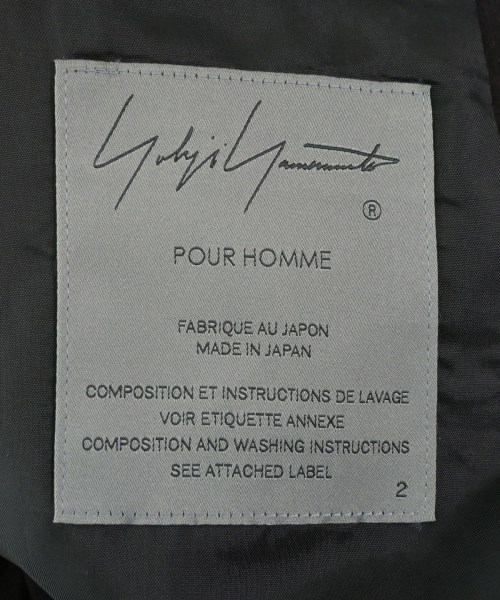 Yohji Yamamoto
®
POUR HOMME
FABRIQUE AU JAPON
MADE IN JAPAN
COMPOSITION ET INSTRUCTIONS DE LAVAGE
VOIR ETIQUETTE ANNEXE
COMPOSITION AND WASHING INSTRUCTIONS
SEE ATTACHED LABEL
2